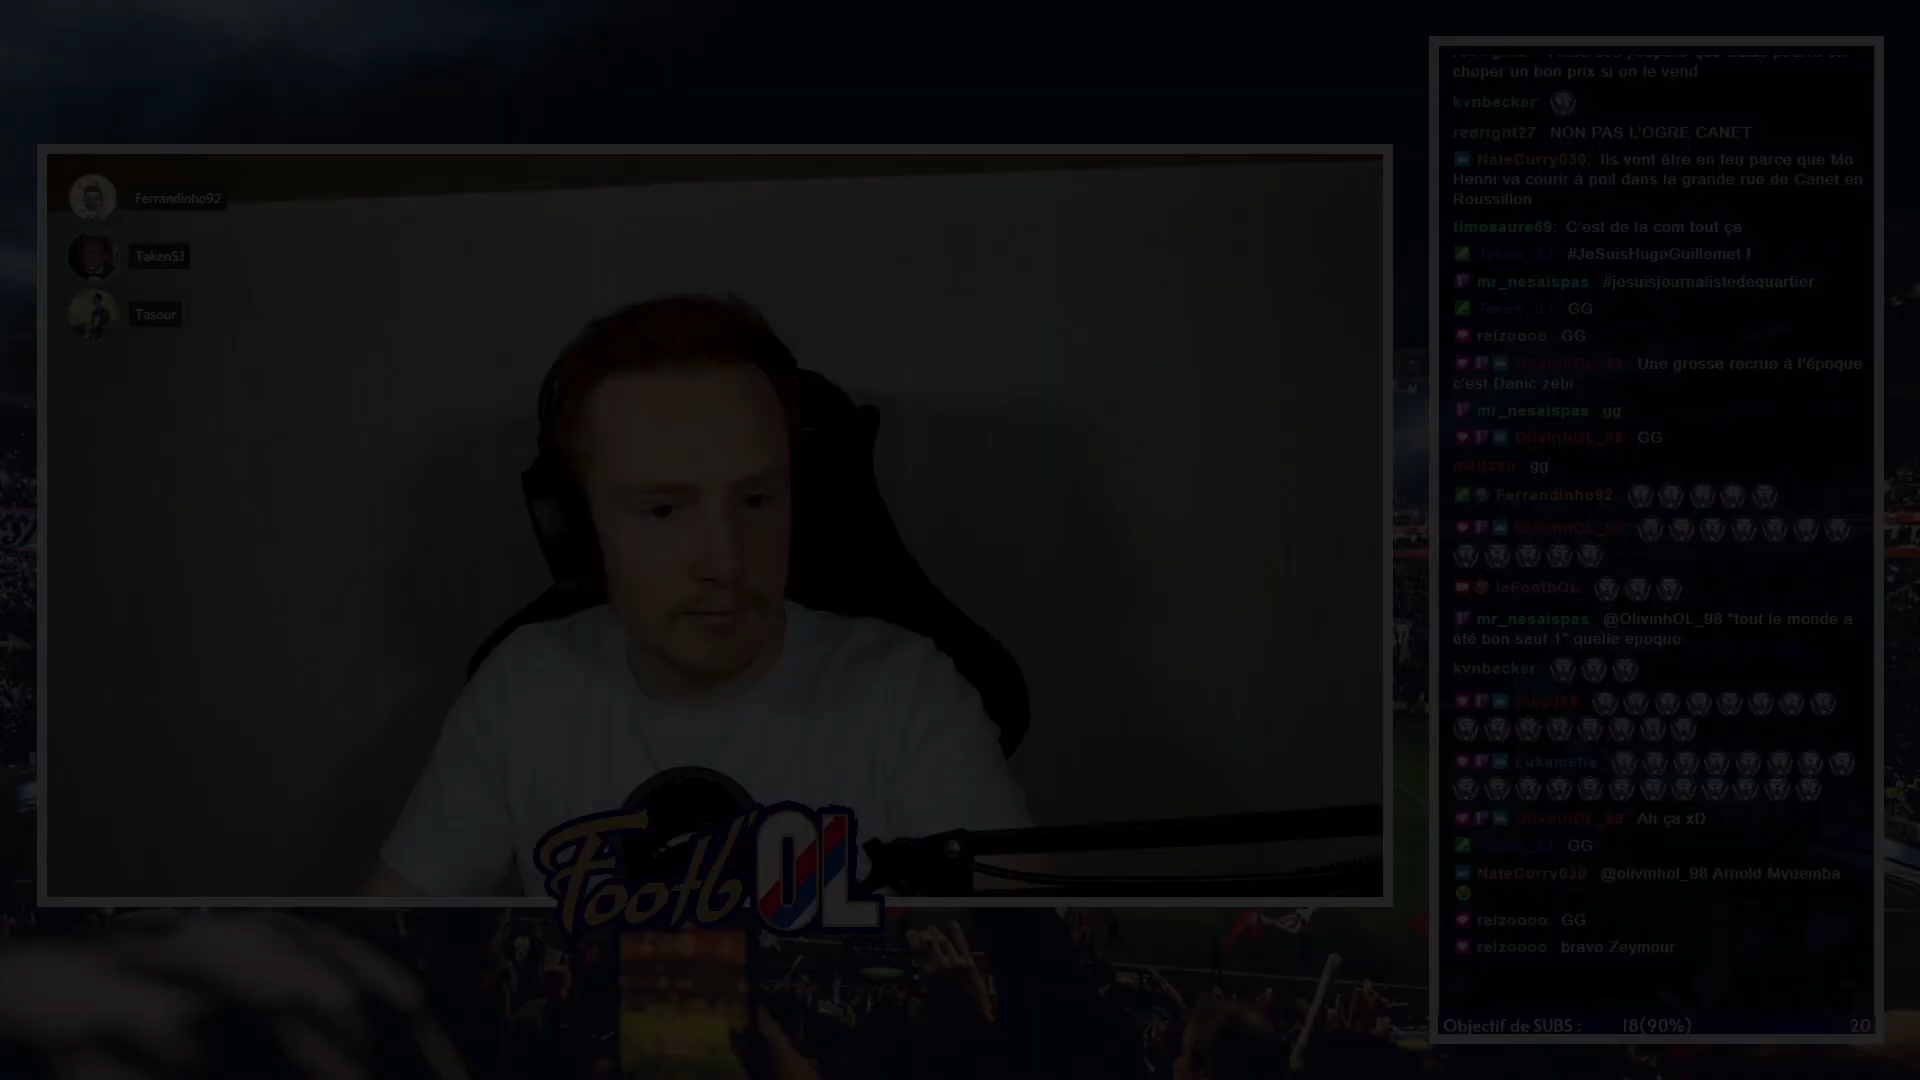 Ferrandinho92
TakenSJ
Tasour
Footb'OL
choper un bon prix si on le vend
kvnbecker
redright27 NON PAS L'OGRE CANET
NateCurry030: Ils vont être en feu parce que Mo
Henni va courir à poil dans la grande rue de Canet en
Roussillon
timosaure69: C'est de la com tout ça
#JeSuisHugoGuillemet !
mr_nesaispas #jesuisjournalistedequartier
GG
reizoooo GG
OlivinhOL_98 Une grosse recrue à l'époque
c'est Danic zebi
mr_nesaispas gg
OlivinhOL_98 GG
gg
Ferrandinho92
OlivinhOL_98
leFootbOL
mr_nesaispas @OlivinhOL_98 "tout le monde a
été bon sauf 1" quelle epoque
kvnbecker
OlivinhOL_98 Ah ça xD
GG
NateCurry030 @olivinhol_98 Arnold Mvuemba
reizoooo GG
reizoooo: bravo Zeymour
Objectif de SUBS : 18(90%) 20